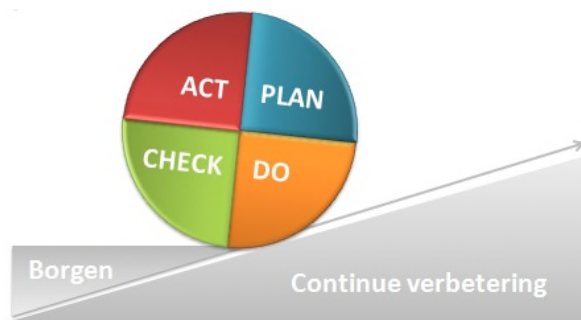 ACT
PLAN
CHECK
DO
Borgen
Continue verbetering